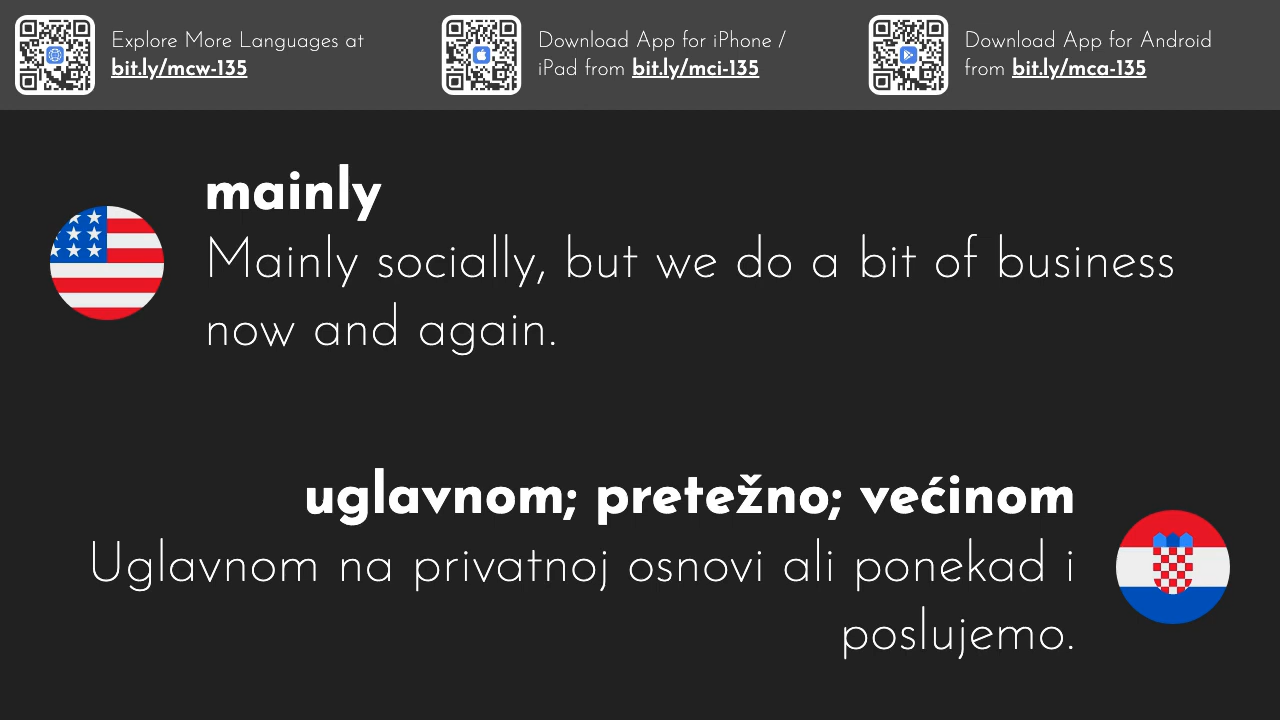 Explore More Languages at
bit.ly/mcw-135
Download App for iPhone /
iPad from bit.ly/mci-135
Download App for Android
from bit.ly/mca-135
mainly
Mainly socially, but we do a bit of business
now and again.
uglavnom; pretežno; većinom
Uglavnom na privatnoj osnovi ali ponekad i
poslujemo.